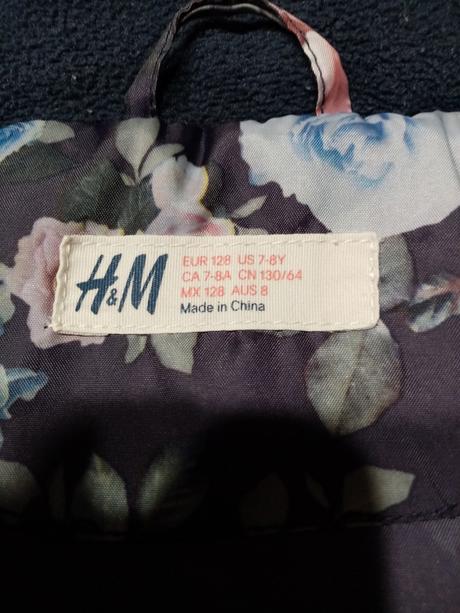 H&M
EUR 128 US 7-8Y
CA 7-8A CN 130/64
MX 128 AUS 8
Made in China